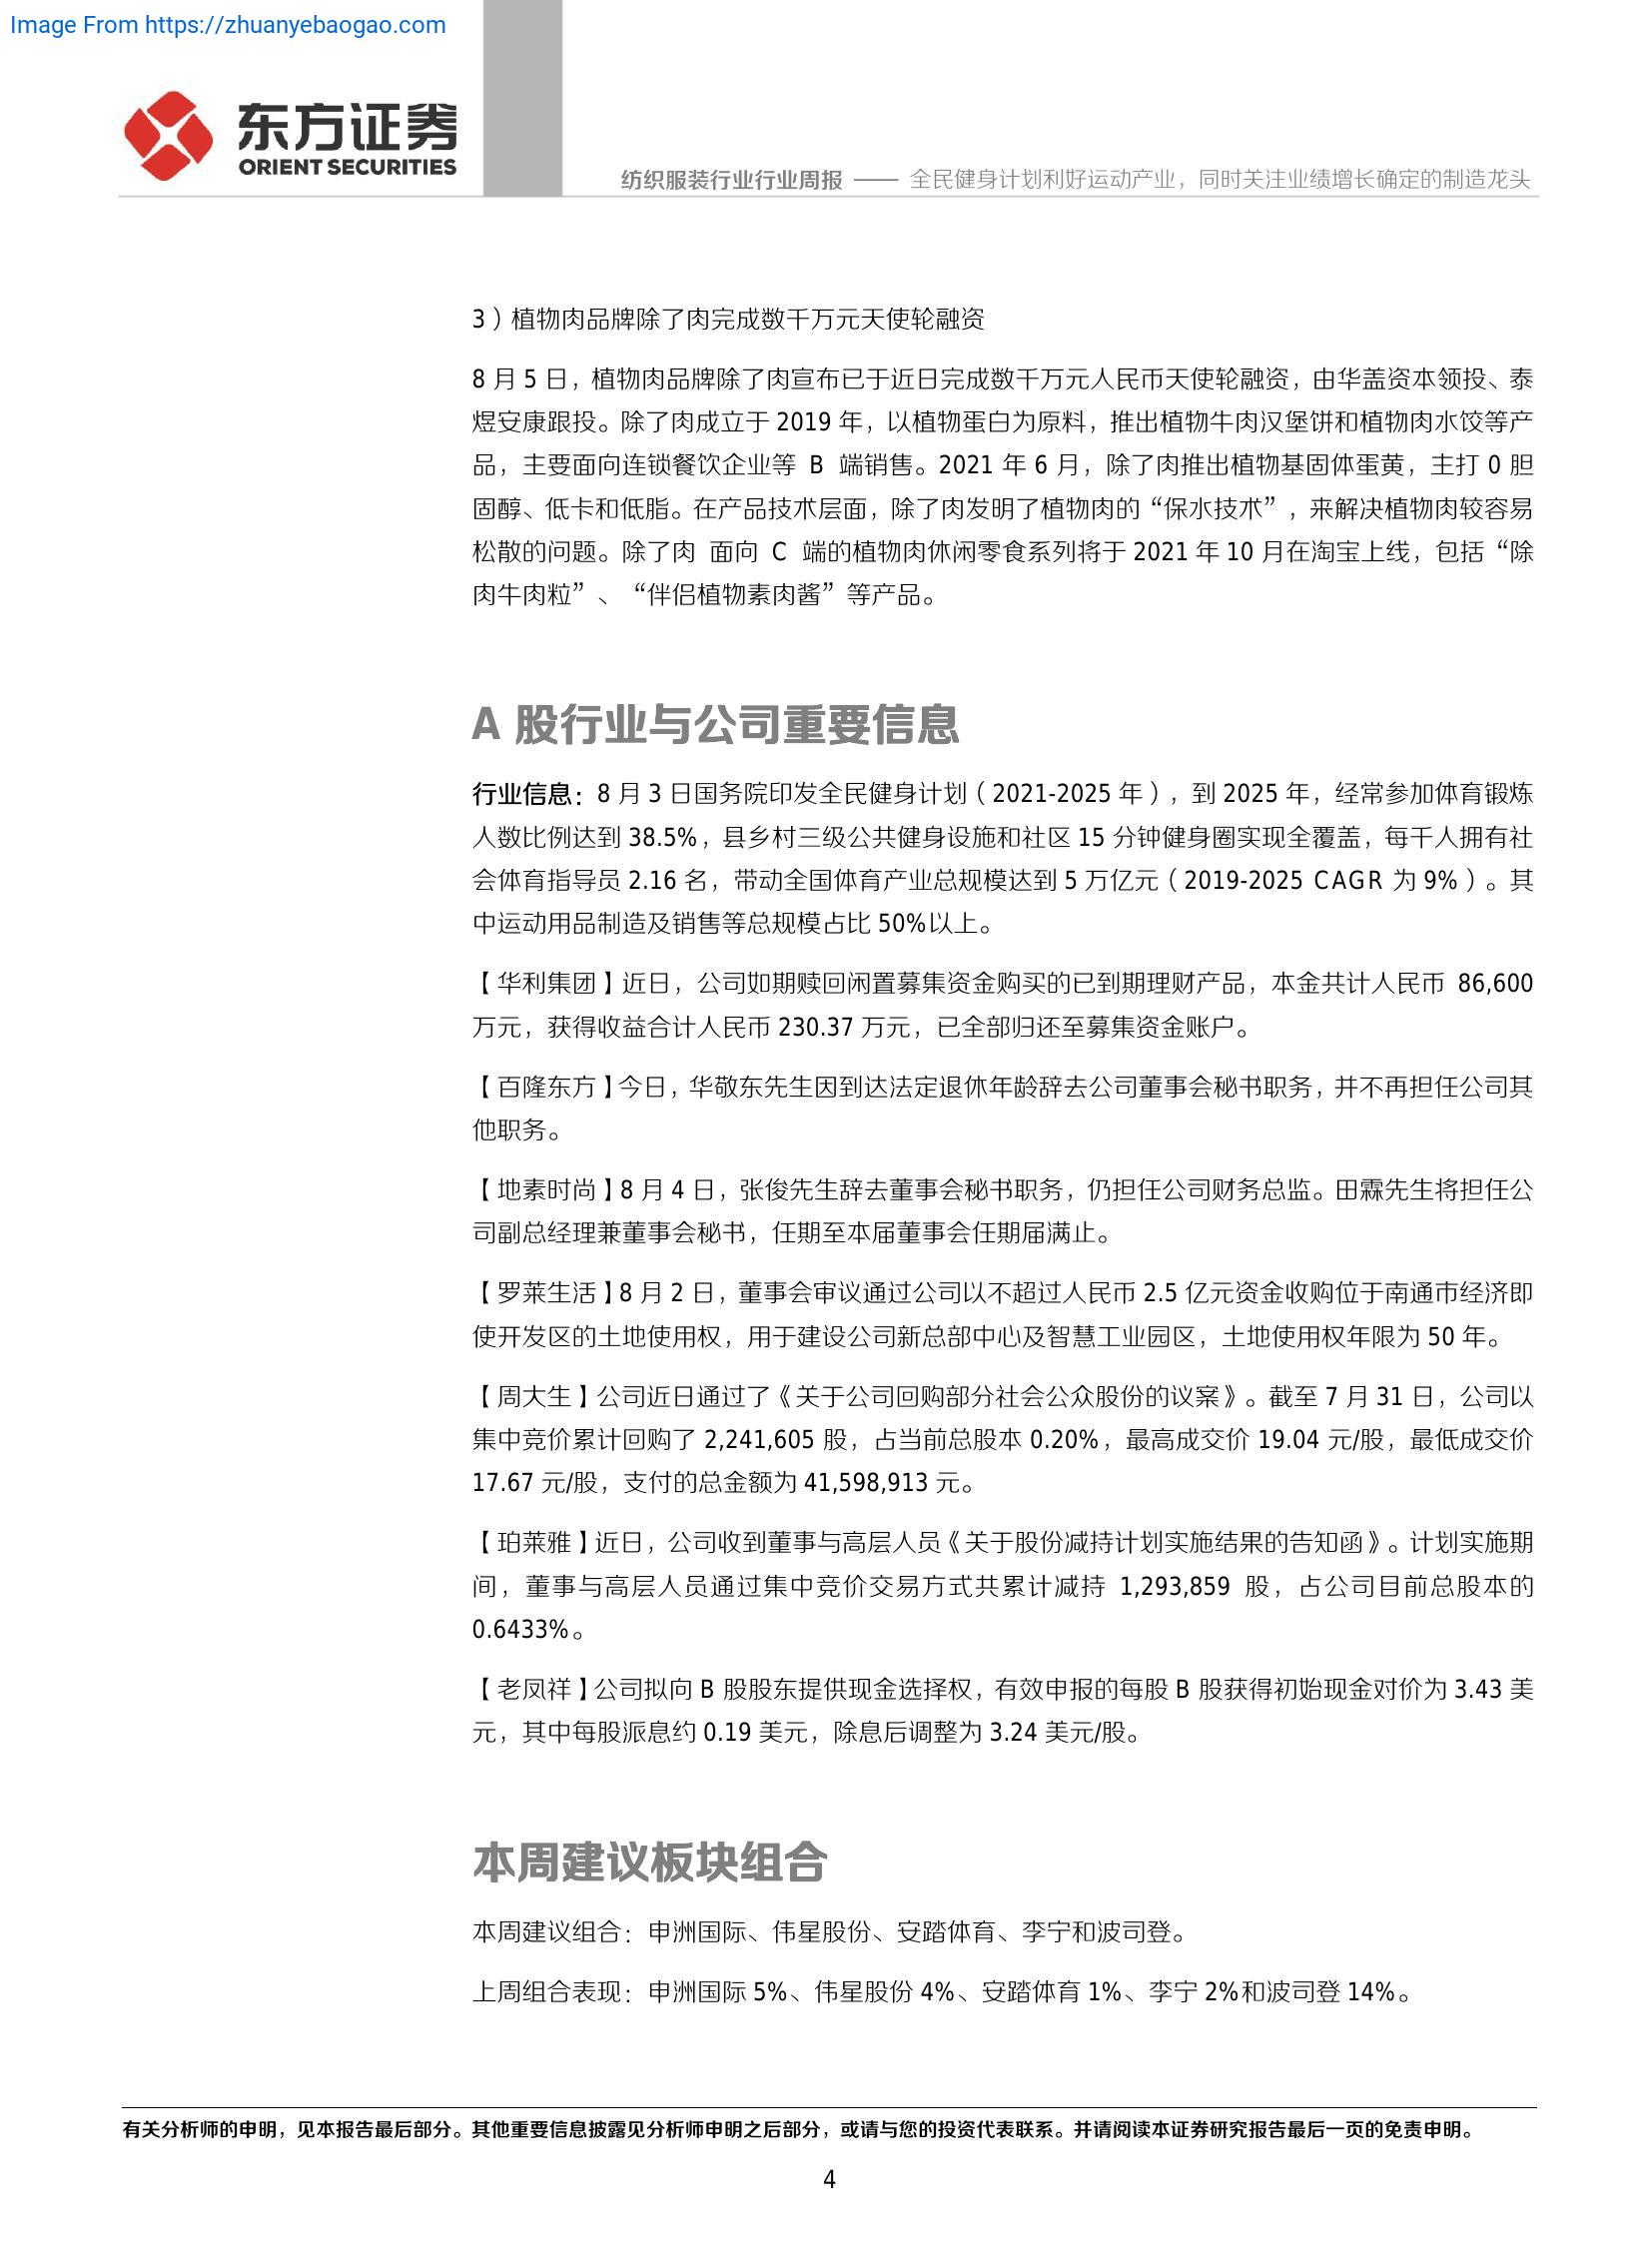 Image From https://zhuanyebaogao.com
东方证券
ORIENT SECURITIES
纺织服装行业行业周报 —— 全民健身计划利好运动产业，同时关注业绩增长确定的制造龙头
3）植物肉品牌除了肉完成数千万元天使轮融资
8 月 5 日，植物肉品牌除了肉宣布已于近日完成数千万元人民币天使轮融资，由华盖资本领投、泰
煜安康跟投。除了肉成立于 2019 年，以植物蛋白为原料，推出植物牛肉汉堡饼和植物肉水饺等产
品，主要面向连锁餐饮企业等 B 端销售。2021 年 6 月，除了肉推出植物基固体蛋黄，主打 0 胆
固醇、低卡和低脂。在产品技术层面，除了肉发明了植物肉的“保水技术”，来解决植物肉较容易
松散的问题。除了肉 面向 C 端的植物肉休闲零食系列将于 2021 年 10 月在淘宝上线，包括“除
肉牛肉粒”、“伴侣植物素肉酱”等产品。
A 股行业与公司重要信息
行业信息：8 月 3 日国务院印发全民健身计划（2021-2025 年），到 2025 年，经常参加体育锻炼
人数比例达到 38.5%，县乡村三级公共健身设施和社区 15 分钟健身圈实现全覆盖，每千人拥有社
会体育指导员 2.16 名，带动全国体育产业总规模达到 5 万亿元（2019-2025 CAGR 为 9%）。其
中运动用品制造及销售等总规模占比 50%以上。
【华利集团】近日，公司如期赎回闲置募集资金购买的已到期理财产品，本金共计人民币 86,600
万元，获得收益合计人民币 230.37 万元，已全部归还至募集资金账户。
【百隆东方】今日，华敬东先生因到达法定退休年龄辞去公司董事会秘书职务，并不再担任公司其
他职务。
【地素时尚】8 月 4 日，张俊先生辞去董事会秘书职务，仍担任公司财务总监。田霖先生将担任公
司副总经理兼董事会秘书，任期至本届董事会任期届满止。
【罗莱生活】8 月 2 日，董事会审议通过公司以不超过人民币 2.5 亿元资金收购位于南通市经济即
使开发区的土地使用权，用于建设公司新总部中心及智慧工业园区，土地使用权年限为 50 年。
【周大生】公司近日通过了《关于公司回购部分社会公众股份的议案》。截至 7 月 31 日，公司以
集中竞价累计回购了 2,241,605 股，占当前总股本 0.20%，最高成交价 19.04 元/股，最低成交价
17.67 元/股，支付的总金额为 41,598,913 元。
【珀莱雅】近日，公司收到董事与高层人员《关于股份减持计划实施结果的告知函》。计划实施期
间，董事与高层人员通过集中竞价交易方式共累计减持 1,293,859 股，占公司目前总股本的
0.6433%。
【老凤祥】公司拟向 B 股股东提供现金选择权，有效申报的每股 B 股获得初始现金对价为 3.43 美
元，其中每股派息约 0.19 美元，除息后调整为 3.24 美元/股。
本周建议板块组合
本周建议组合：申洲国际、伟星股份、安踏体育、李宁和波司登。
上周组合表现：申洲国际 5%、伟星股份 4%、安踏体育 1%、李宁 2%和波司登 14%。
有关分析师的申明，见本报告最后部分。其他重要信息披露见分析师申明之后部分，或请与您的投资代表联系。并请阅读本证券研究报告最后一页的免责申明。
4